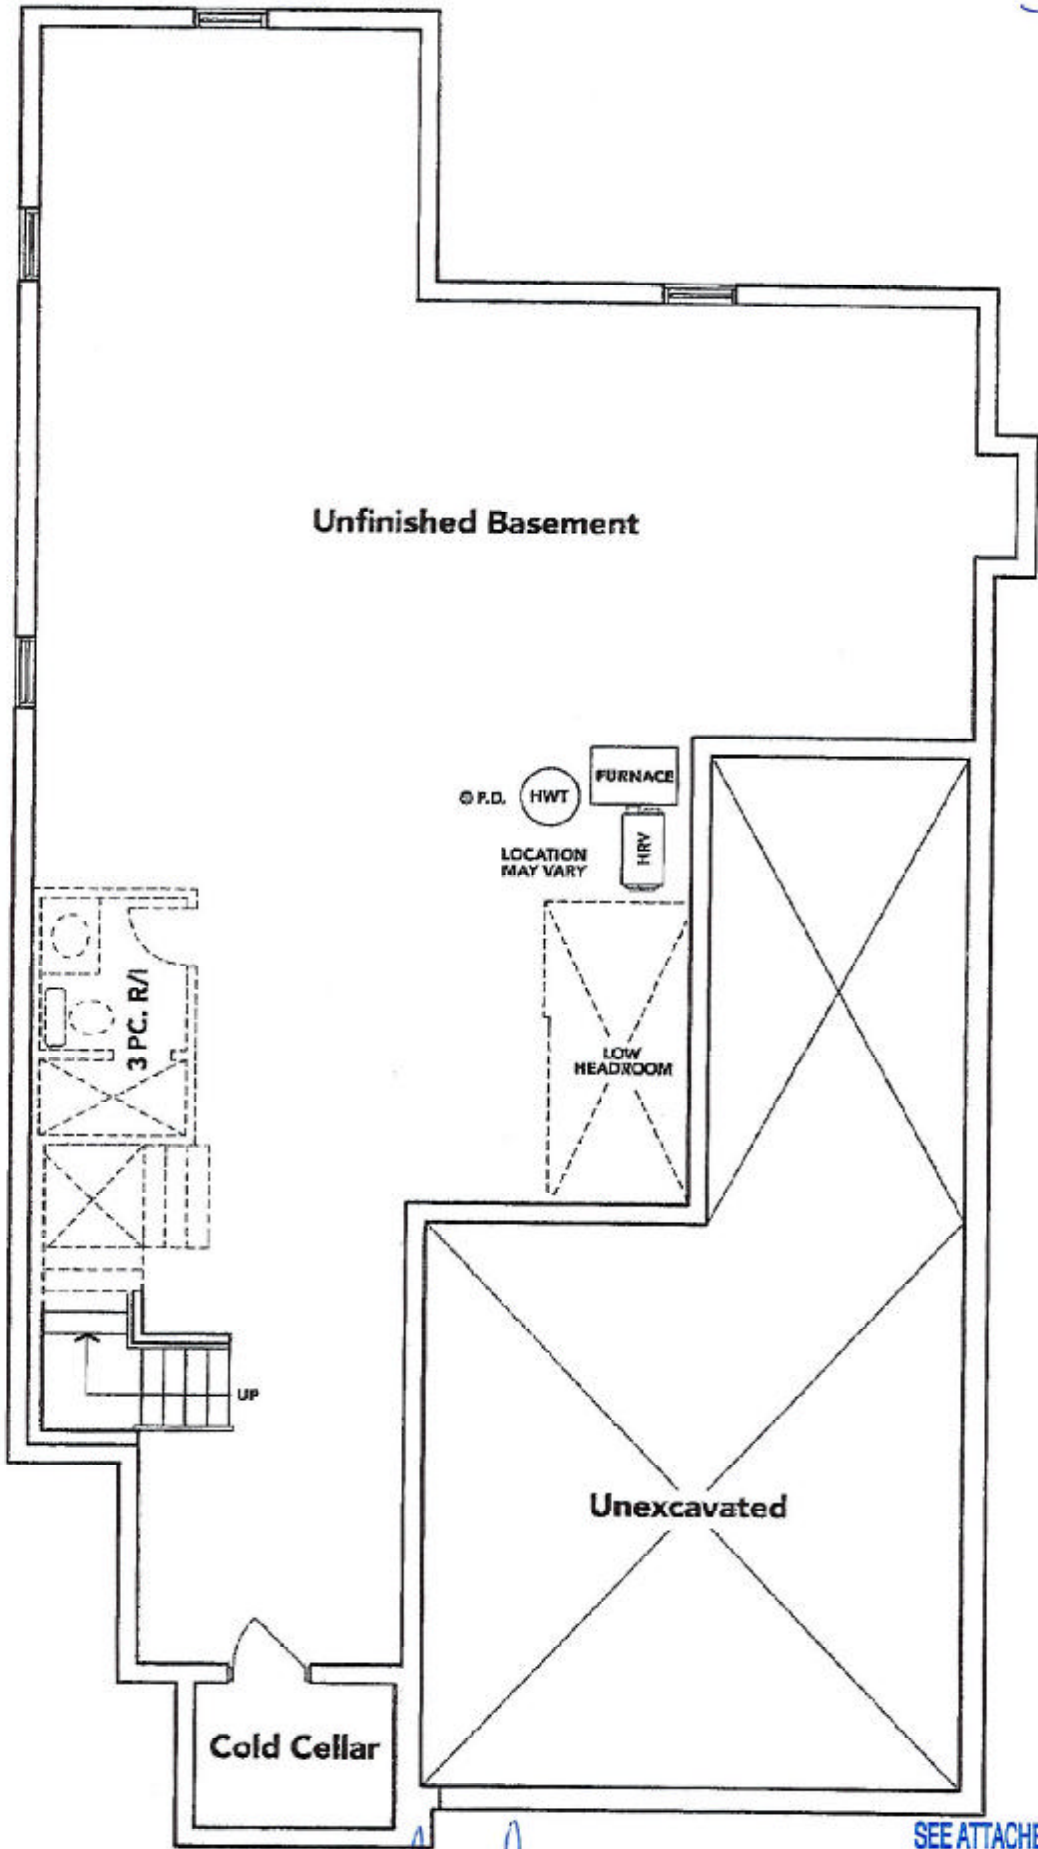 Unfinished Basement
FURNACE
F.D.
HWT
HRV
LOCATION
MAY VARY
3 PC. R/I
LOW
HEADROOM
UP
Unexcavated
Cold Cellar
SEE ATTACHE